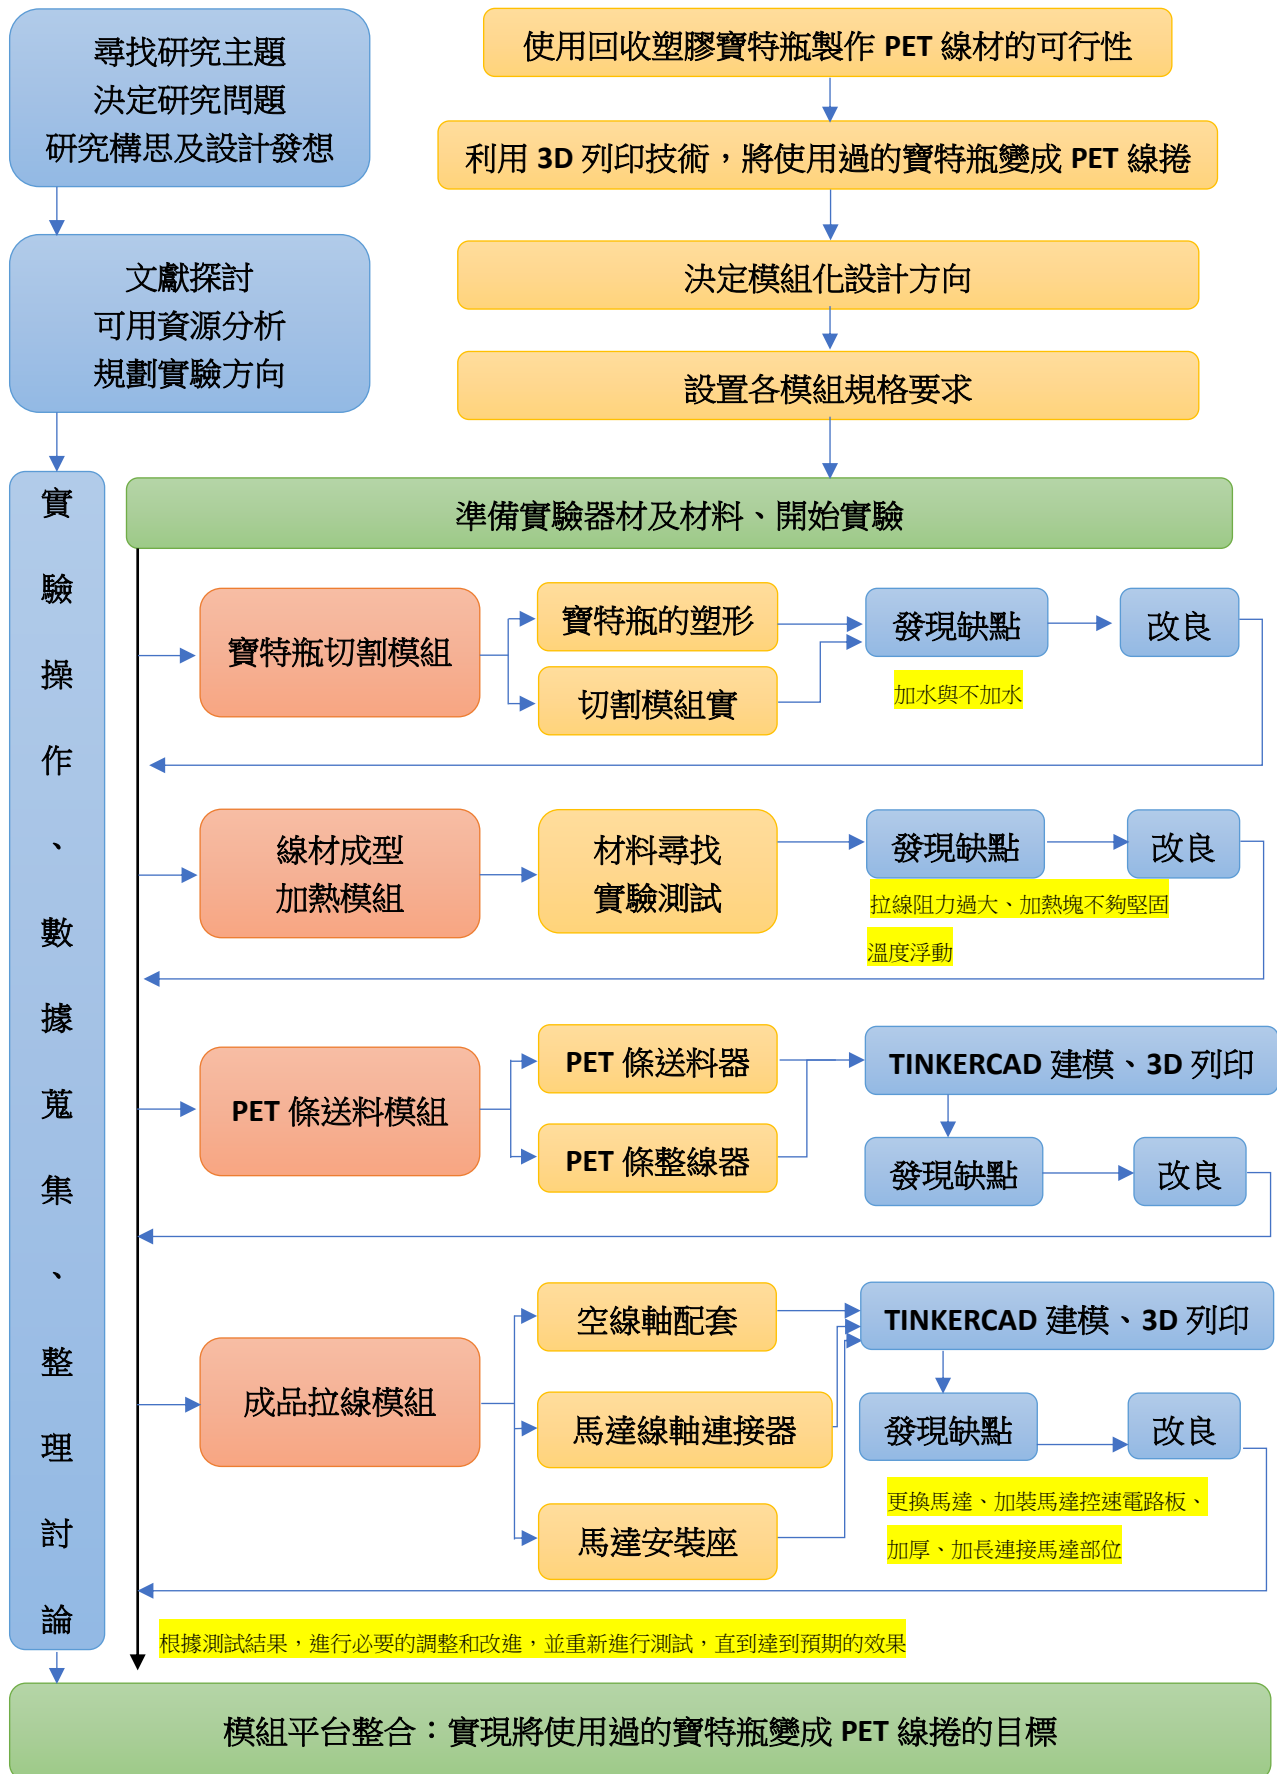 尋找研究主題
決定研究問題
研究構思及設計發想
文獻探討
可用資源分析
規劃實驗方向
使用回收塑膠寶特瓶製作 PET 線材的可行性
利用 3D 列印技術，將使用過的寶特瓶變成 PET 線捲
決定模組化設計方向
設置各模組規格要求
實驗操作、數據蒐集、整理討論
準備實驗器材及材料、開始實驗
寶特瓶切割模組
寶特瓶的塑形
切割模組實
發現缺點
改良
加水與不加水
線材成型
加熱模組
材料尋找
實驗測試
發現缺點
改良
拉線阻力過大、加熱塊不夠堅固
溫度浮動
PET 條送料模組
PET 條送料器
PET 條整線器
TINKERCAD 建模、3D 列印
發現缺點
改良
成品拉線模組
空線軸配套
馬達線軸連接器
馬達安裝座
TINKERCAD 建模、3D 列印
發現缺點
改良
更換馬達、加裝馬達控速電路板、
加厚、加長連接馬達部位
根據測試結果，進行必要的調整和改進，並重新進行測試，直到達到預期的效果
模組平台整合：實現將使用過的寶特瓶變成 PET 線捲的目標